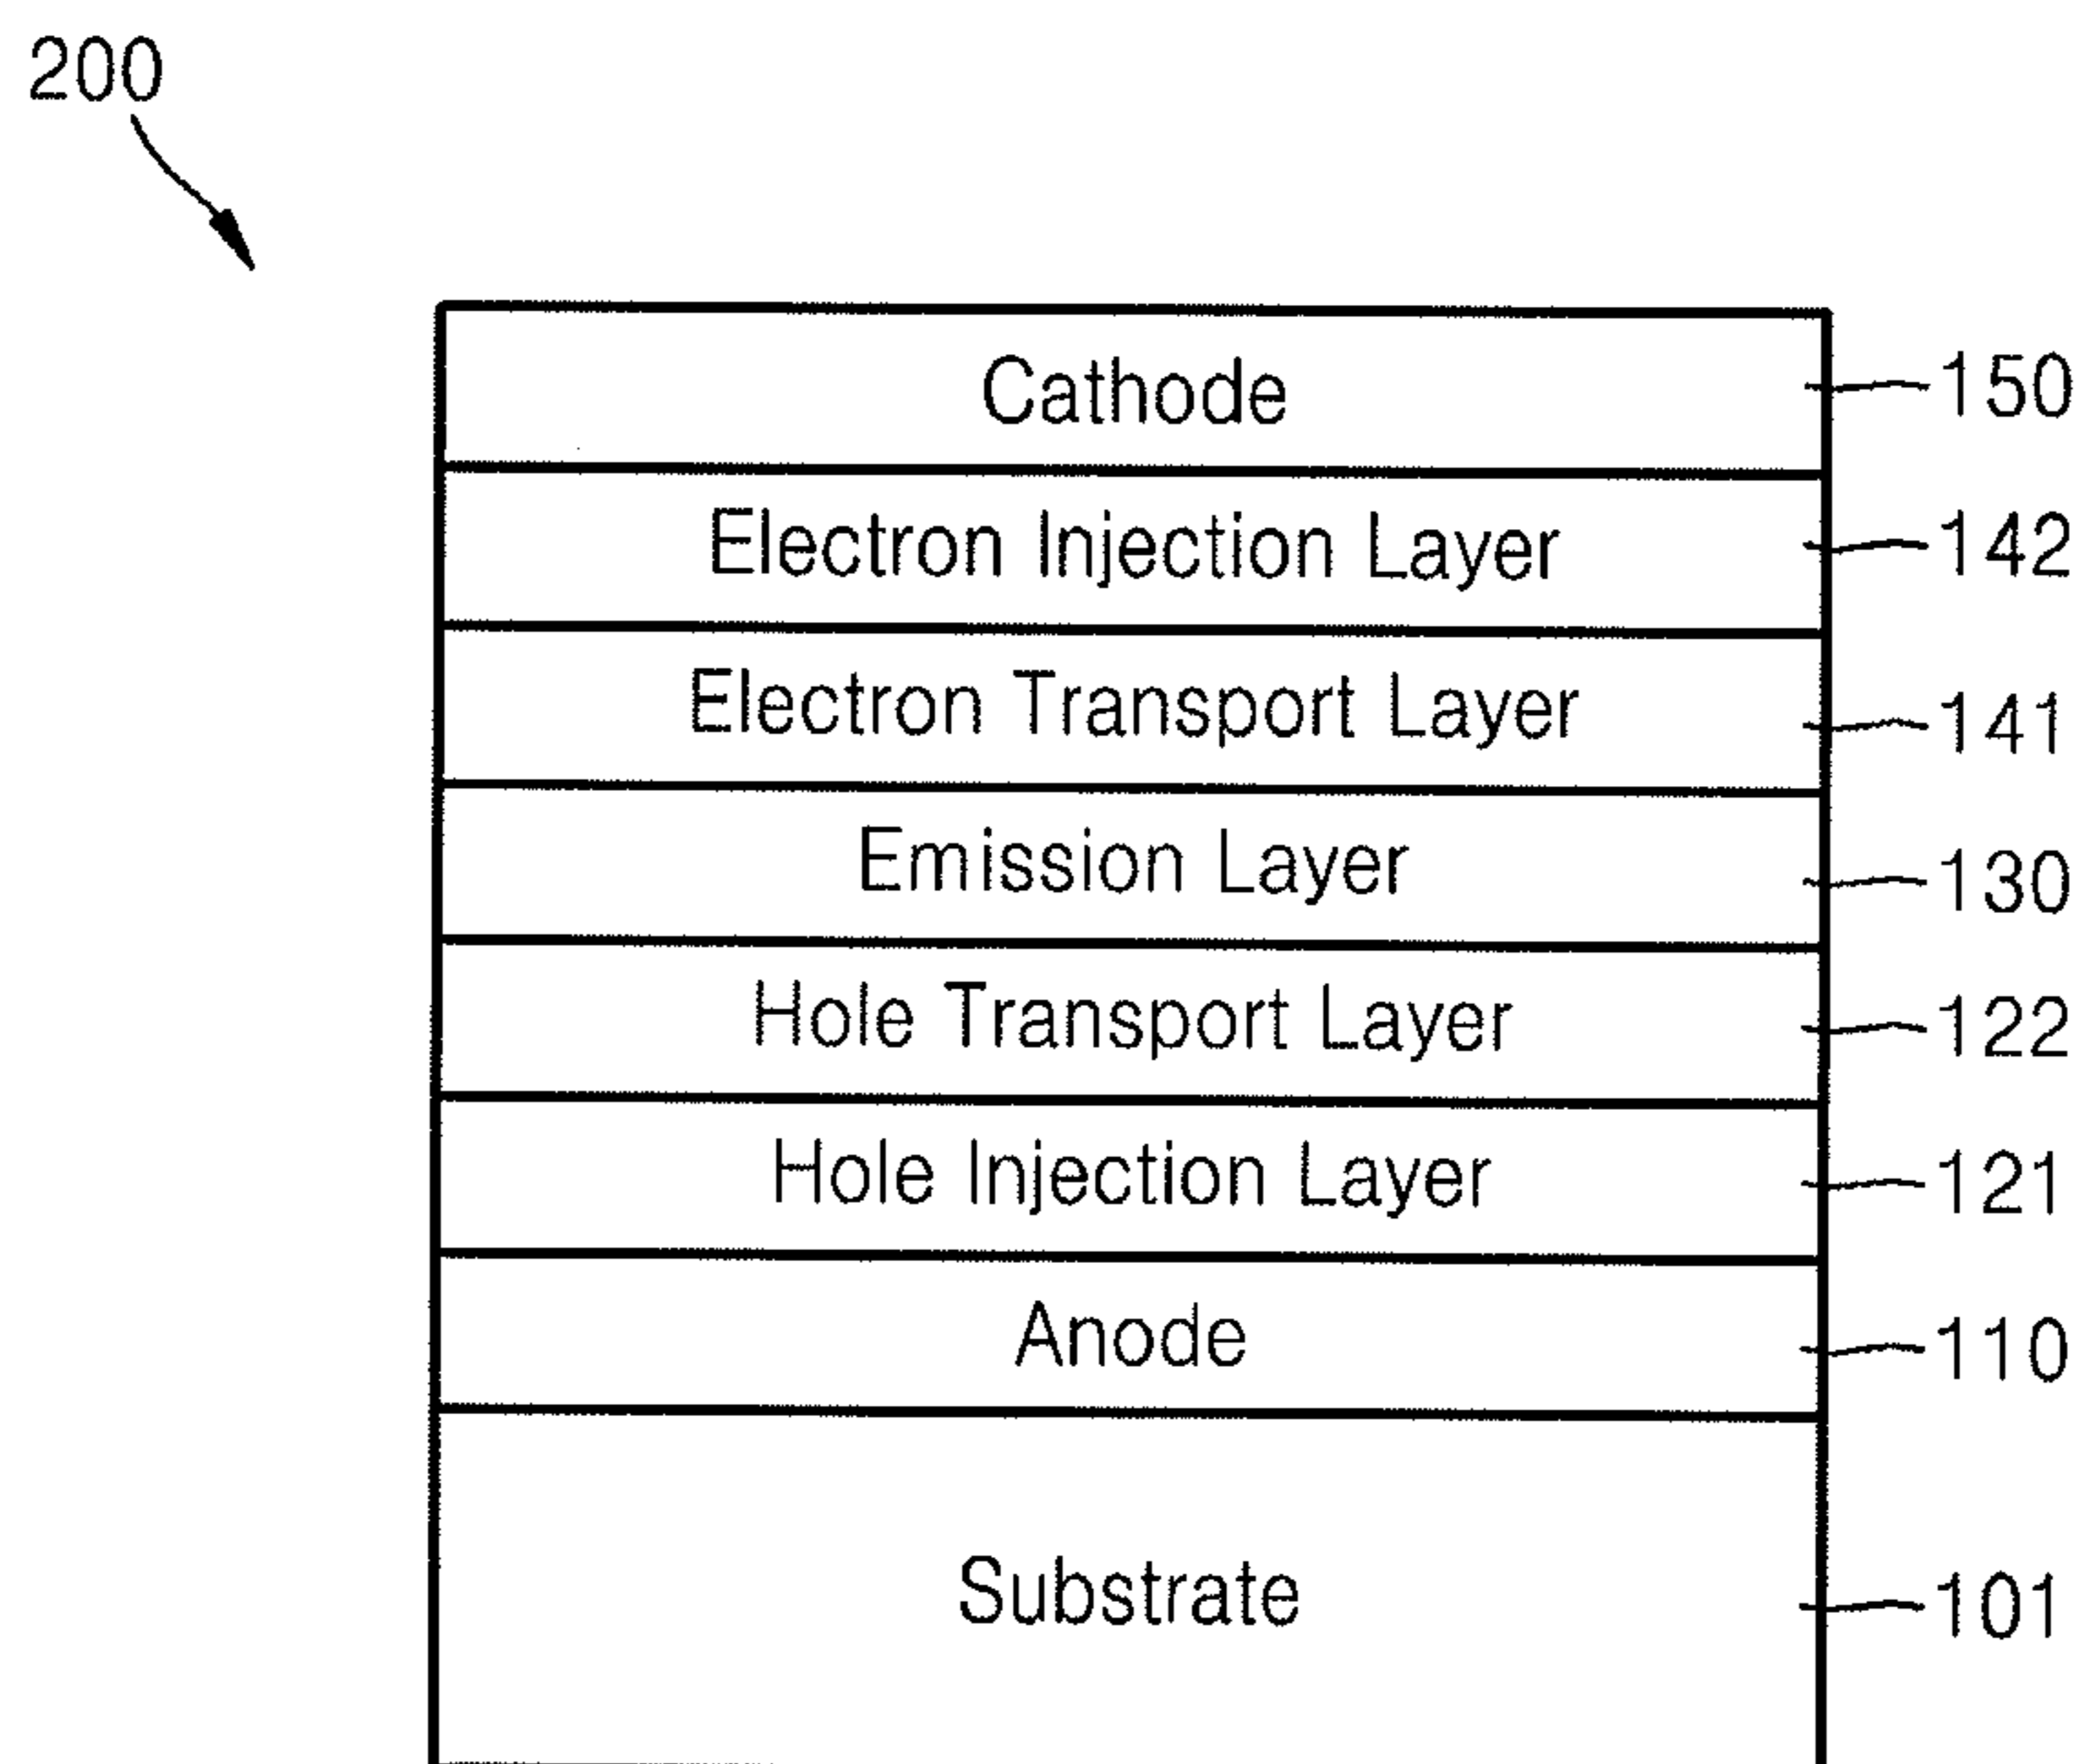 200
Cathode 150
Electron Injection Layer 142
Electron Transport Layer 141
Emission Layer 130
Hole Transport Layer 122
Hole Injection Layer 121
Anode 110
Substrate 101